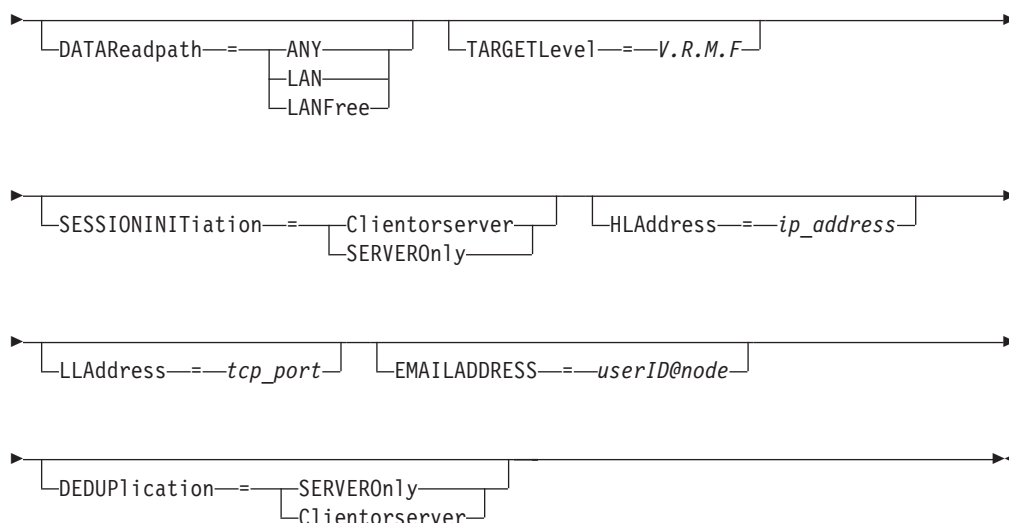 DATAReadpath = ANY TARGETLevel = V.R.M.F
LAN
LANFree
SESSIONINITiation = Clientorserver HLAddress = ip_address
SERVEROnly
LLAddress = tcp_port EMAILADDRESS = userID@node
DEDUPlication = SERVEROnly
Clientorserver